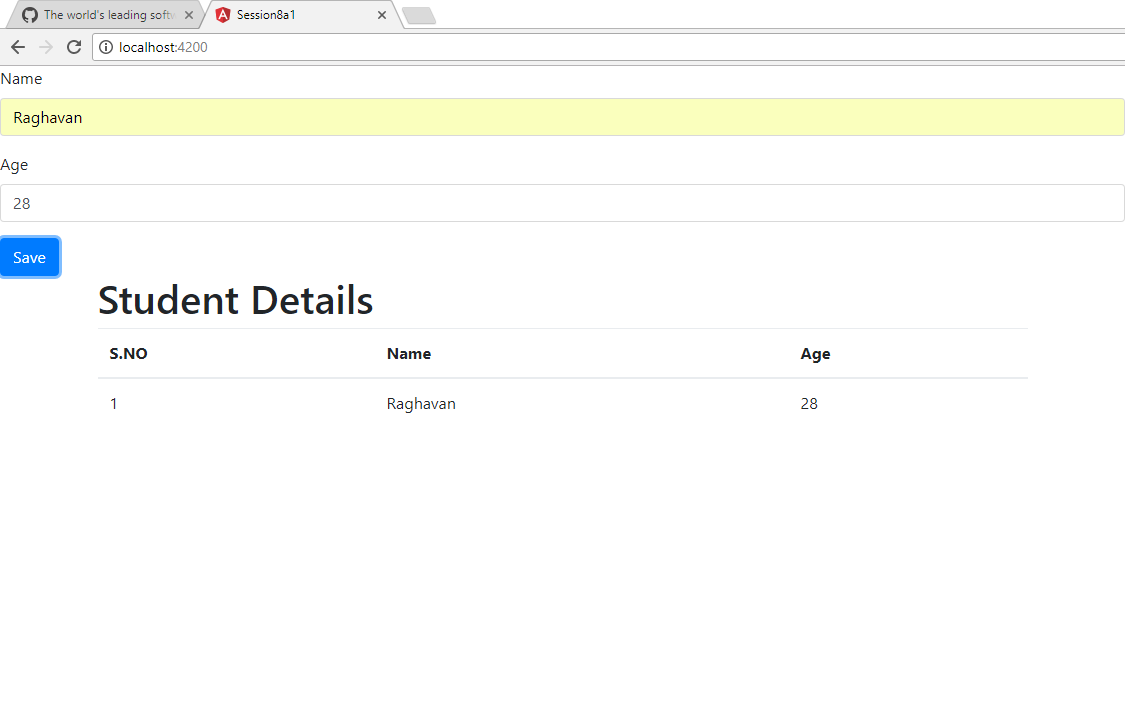 The world's leading softw
Session8a1
localhost:4200
Name
Raghavan
Age
28
Save
Student Details
S.NO Name Age
1 Raghavan 28